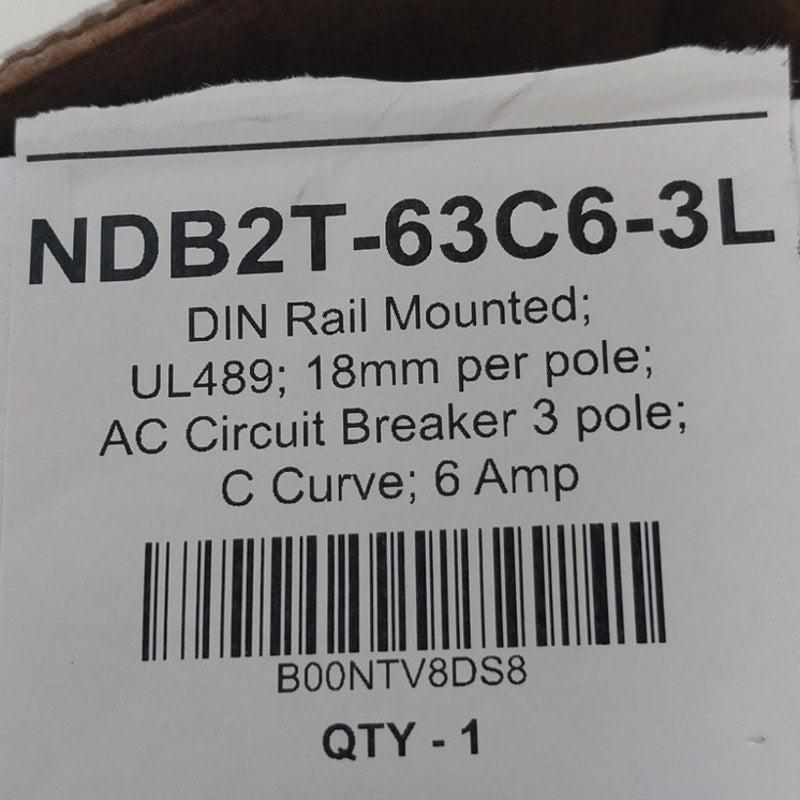 NDB2T-63C6-3L
DIN Rail Mounted;
UL489; 18mm per pole;
AC Circuit Breaker 3 pole;
C Curve; 6 Amp
B00NTV8DS8
QTY - 1